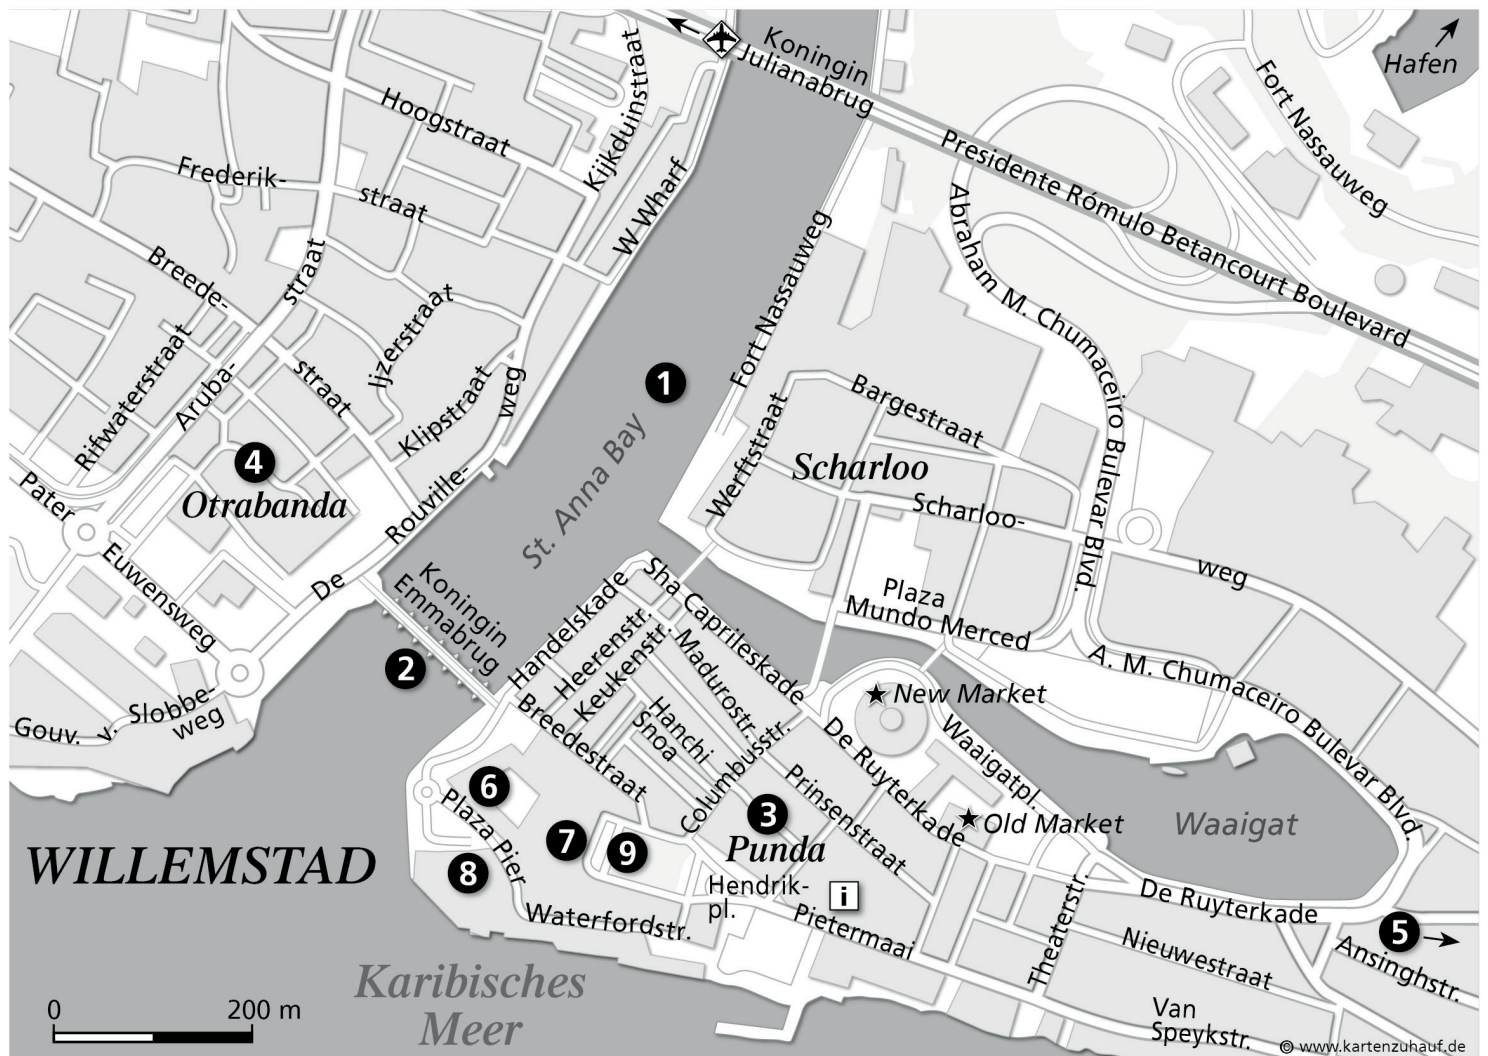 Koningin
Julianabrug
Hafen
Fort Nassauweg
Kijkduinstraat
Hoogstraat
Presidente Rómulo Betancourt Boulevard
Frederik-
straat
W Wharf
Abraham M. Chumaceiro Bulevar Blvd.
Fort Nassauweg
Breede-
straat
straat
Ijzerstraat
Rifwaterstraat
Aruba-
Klipstraat
weg
1
Bargestraat
Werftstraat
Scharloo
St. Anna Bay
4
Otrabanda
Pater
Rouville-
De
Scharloo-
weg
Euwensweg
Koningin
Emmabrug
Handelskade
Sha Caprileskade
Plaza
Mundo Merced
A. M. Chumaceiro Bulevar Blvd.
2
Heerenstr.
Keukenstr.
Madurostr.
New Market
Slobbe-
weg
Gouv. v.
Breedestraat
Hanchi
Snoa
Columbusstr.
De Ruyterkade
Waaigatpl.
6
Plaza Pier
3
Prinsenstraat
Old Market
Waaigat
WILLEMSTAD
7
9
Punda
8
Hendrik-
pl.
i
De Ruyterkade
Waterfordstr.
Pietermaai
Theaterstr.
5
Ansinghstr.
Nieuwestraat
Karibisches
Meer
0 200 m
Van
Speykstr.
© www.kartenzuhauf.de